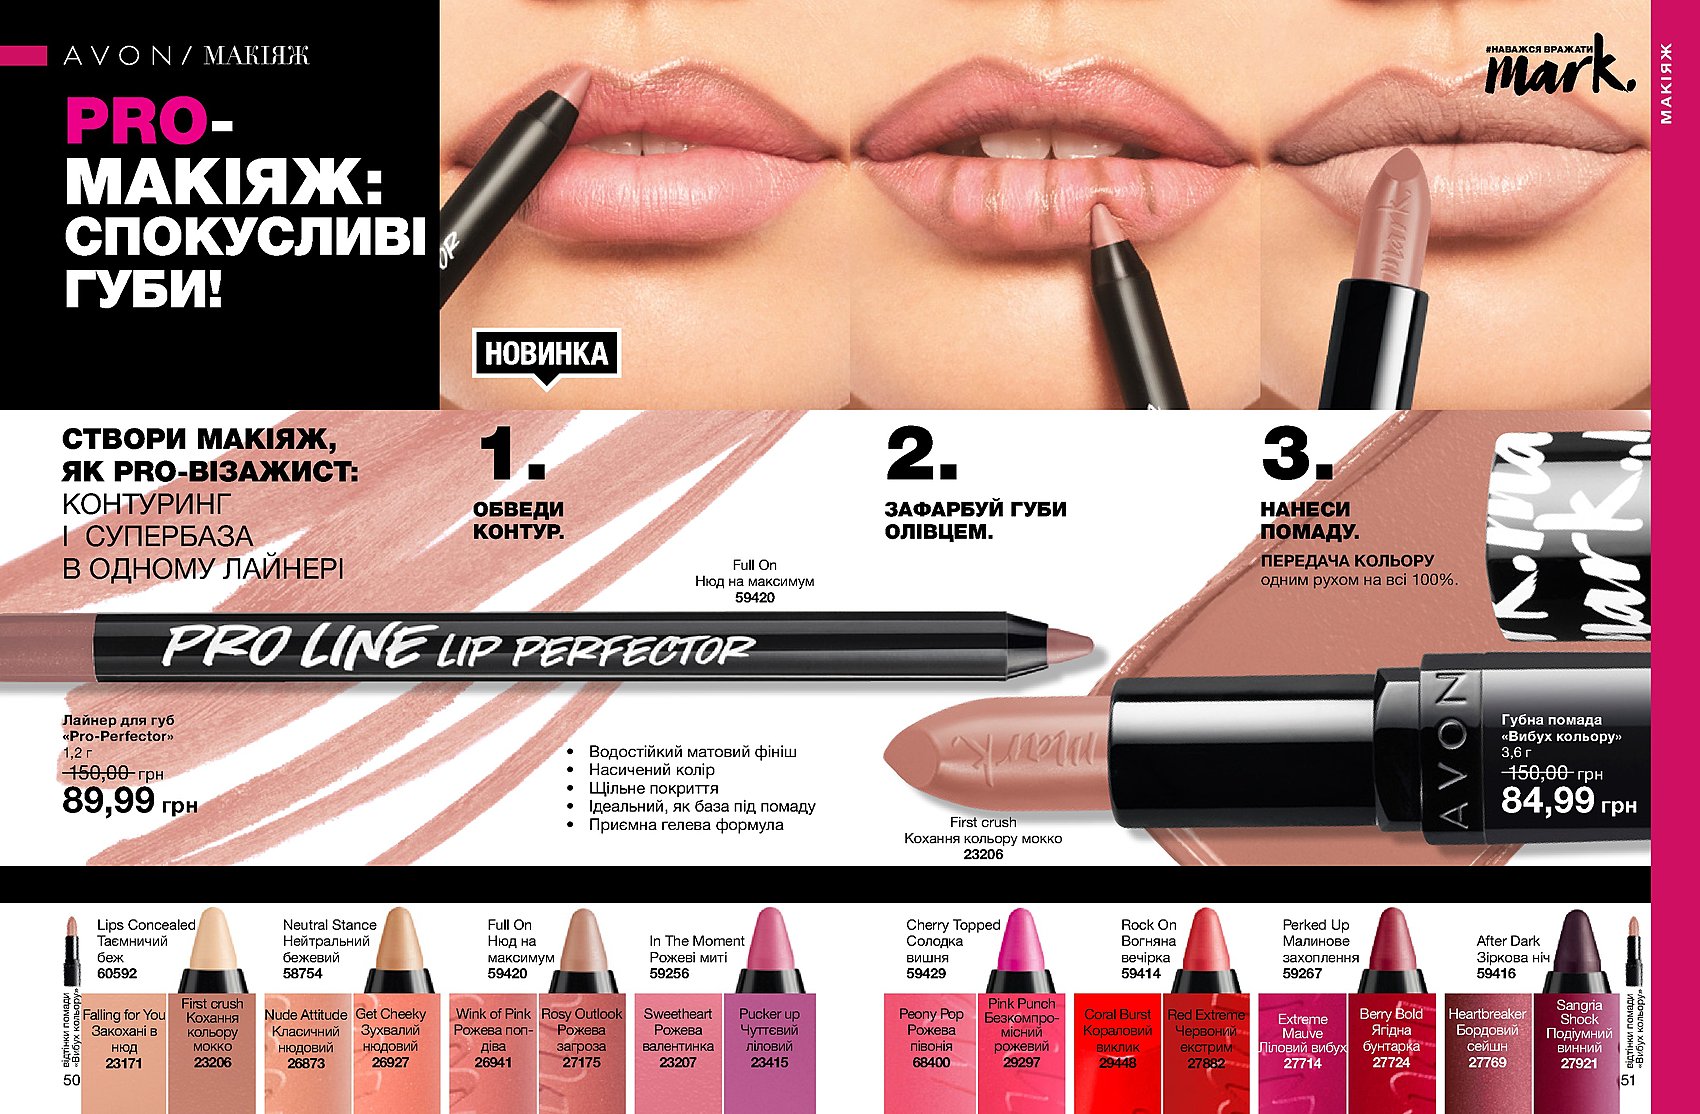 AVON/ МАКІЯЖ
PRO-
МАКІЯЖ:
СПОКУСЛИВІ
ГУБИ!
OR
НОВИНКА
#НАВАЖСЯ ВРАЖАТИ
mark.
МАКІЯЖ
СТВОРИ МАКІЯЖ,
ЯК PRO-ВІЗАЖИСТ:
КОНТУРИНГ
І СУПЕРБАЗА
В ОДНОМУ ЛАЙНЕРІ
1.
ОБВЕДИ
КОНТУР.
2.
ЗАФАРБУЙ ГУБИ
ОЛІВЦЕМ.
3.
НАНЕСИ
ПОМАДУ.
ПЕРЕДАЧА КОЛЬОРУ
одним рухом на всі 100%.
Full On
Нюд на максимум
59420
PRO LINE LIP PERFECTOR
Лайнер для губ
«Pro-Perfector»
1,2 г
150,00 грн
89,99 грн
• Водостійкий матовий фініш
• Насичений колір
• Щільне покриття
• Ідеальний, як база під помаду
• Приємна гелева формула
mark
AVON
First crush
Кохання кольору мокко
23206
Губна помада
«Вибух кольору»
3,6 г
150,00 грн
84,99 грн
Lips Concealed
Таємничий
беж
60592
Neutral Stance
Нейтральний
бежевий
58754
Full On
Нюд на
максимум
59420
In The Moment
Рожеві миті
59256
Cherry Topped
Солодка
вишня
59429
Rock On
Вогняна
вечірка
59414
Perked Up
Малинове
захоплення
59267
After Dark
Зіркова ніч
59416
відтінки помади
«Вибух кольору»
Falling for You
Закохані в
нюд
23171
First crush
Кохання
кольору
мокко
23206
Nude Attitude
Класичний
нюдовий
26873
Get Cheeky
Зухвалий
нюдовий
26927
Wink of Pink
Рожева поп-
діва
26941
Rosy Outlook
Рожева
загроза
27175
Sweetheart
Рожева
валентинка
23207
Pucker up
Чуттєвий
ліловий
23415
Peony Pop
Рожева
півонія
68400
Pink Punch
Безкомпро-
місний
рожевий
29297
Coral Burst
Кораловий
виклик
29448
Red Extreme
Червоний
екстрим
27882
Extreme
Mauve
Ліловий вибух
27714
Berry Bold
Ягідна
бунтарка
27724
Heartbreaker
Бордовий
сейшн
27769
Sangria
Shock
Подіумний
винний
27921
відтінки помади
«Вибух кольору»
50
51